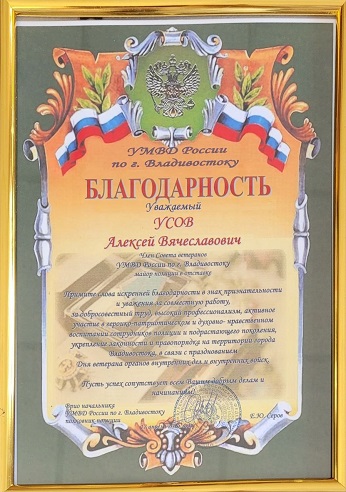 УМВД России
по г. Владивостоку
БЛАГОДАРНОСТЬ
Уважаемый
УСОВ
Алексей Вячеславович
Член Совета ветеранов
УМВД России по г. Владивостоку
майор полиции в отставке
Примите слова искренней благодарности в знак признательности
и уважения за совместную работу,
за добросовестный труд, высокий профессионализм, активное
участие в героико-патриотическом и духовно- нравственном
воспитании сотрудников полиции и подрастающего поколения,
укрепление законности и правопорядка на территории города
Владивостока, в связи с празднованием
Дня ветерана органов внутренних дел и внутренних войск.
Пусть успех сопутствует всем Вашим добрым делам и
начинаниям!
Врио начальника
УМВД России по г. Владивостоку
полковник полиции
Е.Ю. Серов